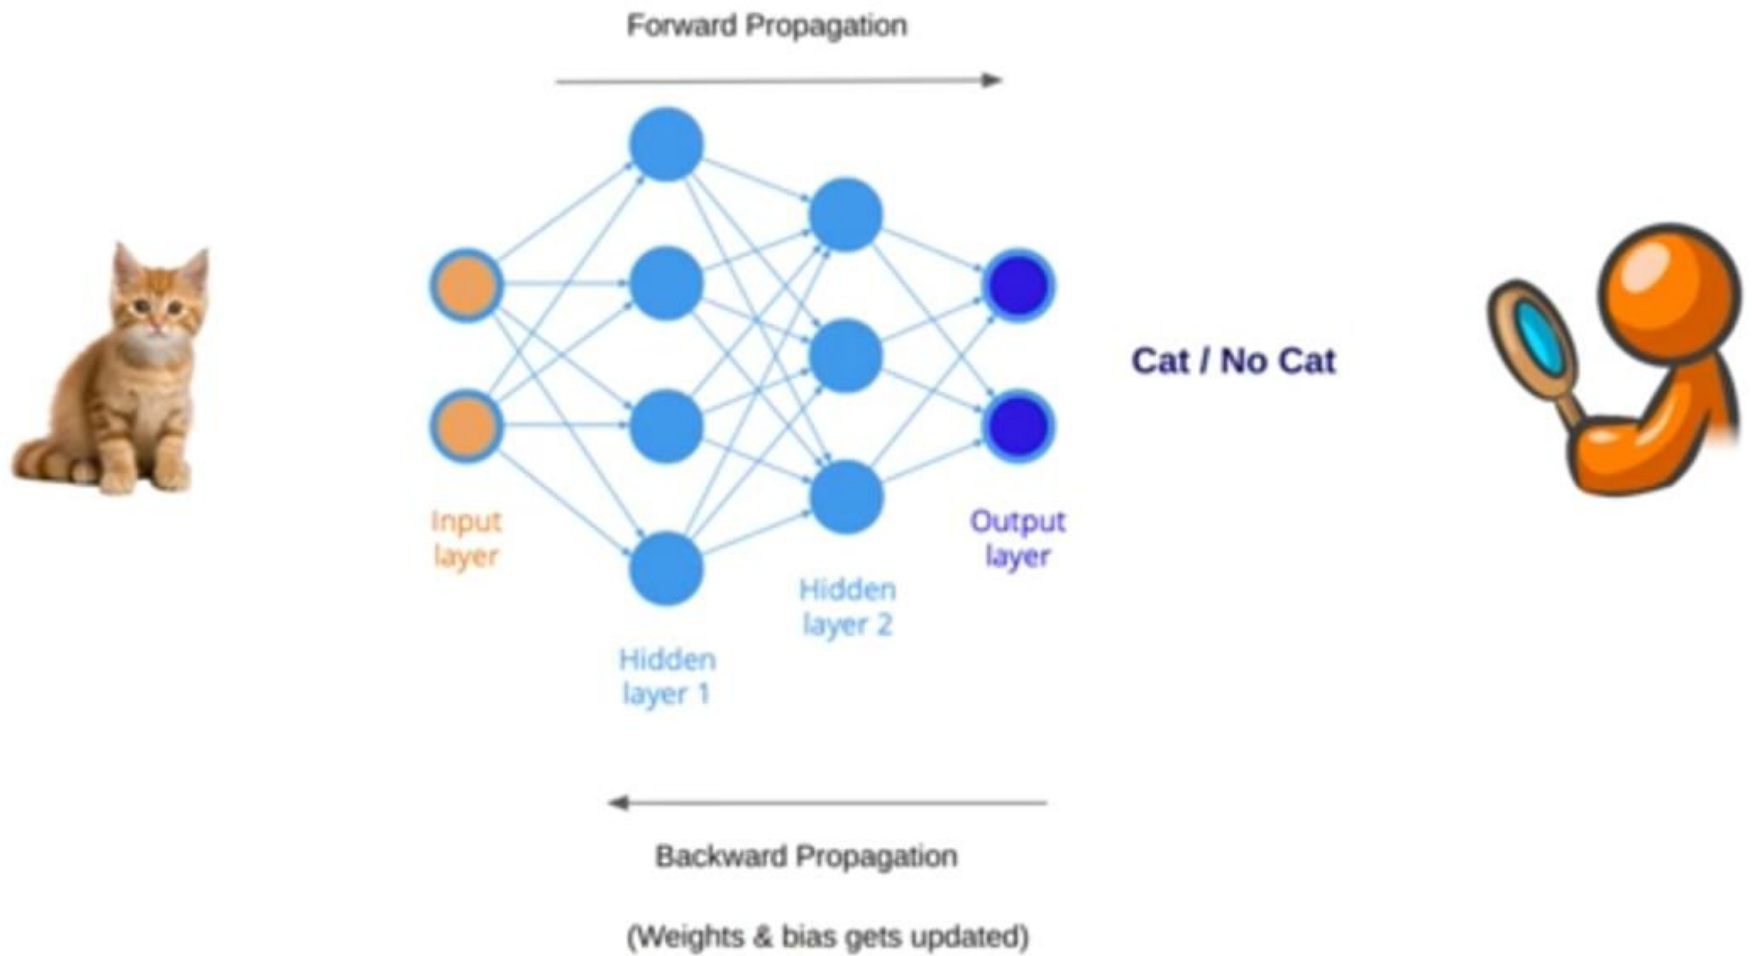 Forward Propagation
Cat / No Cat
Input
layer
Output
layer
Hidden
layer 2
Hidden
layer 1
Backward Propagation
(Weights & bias gets updated)